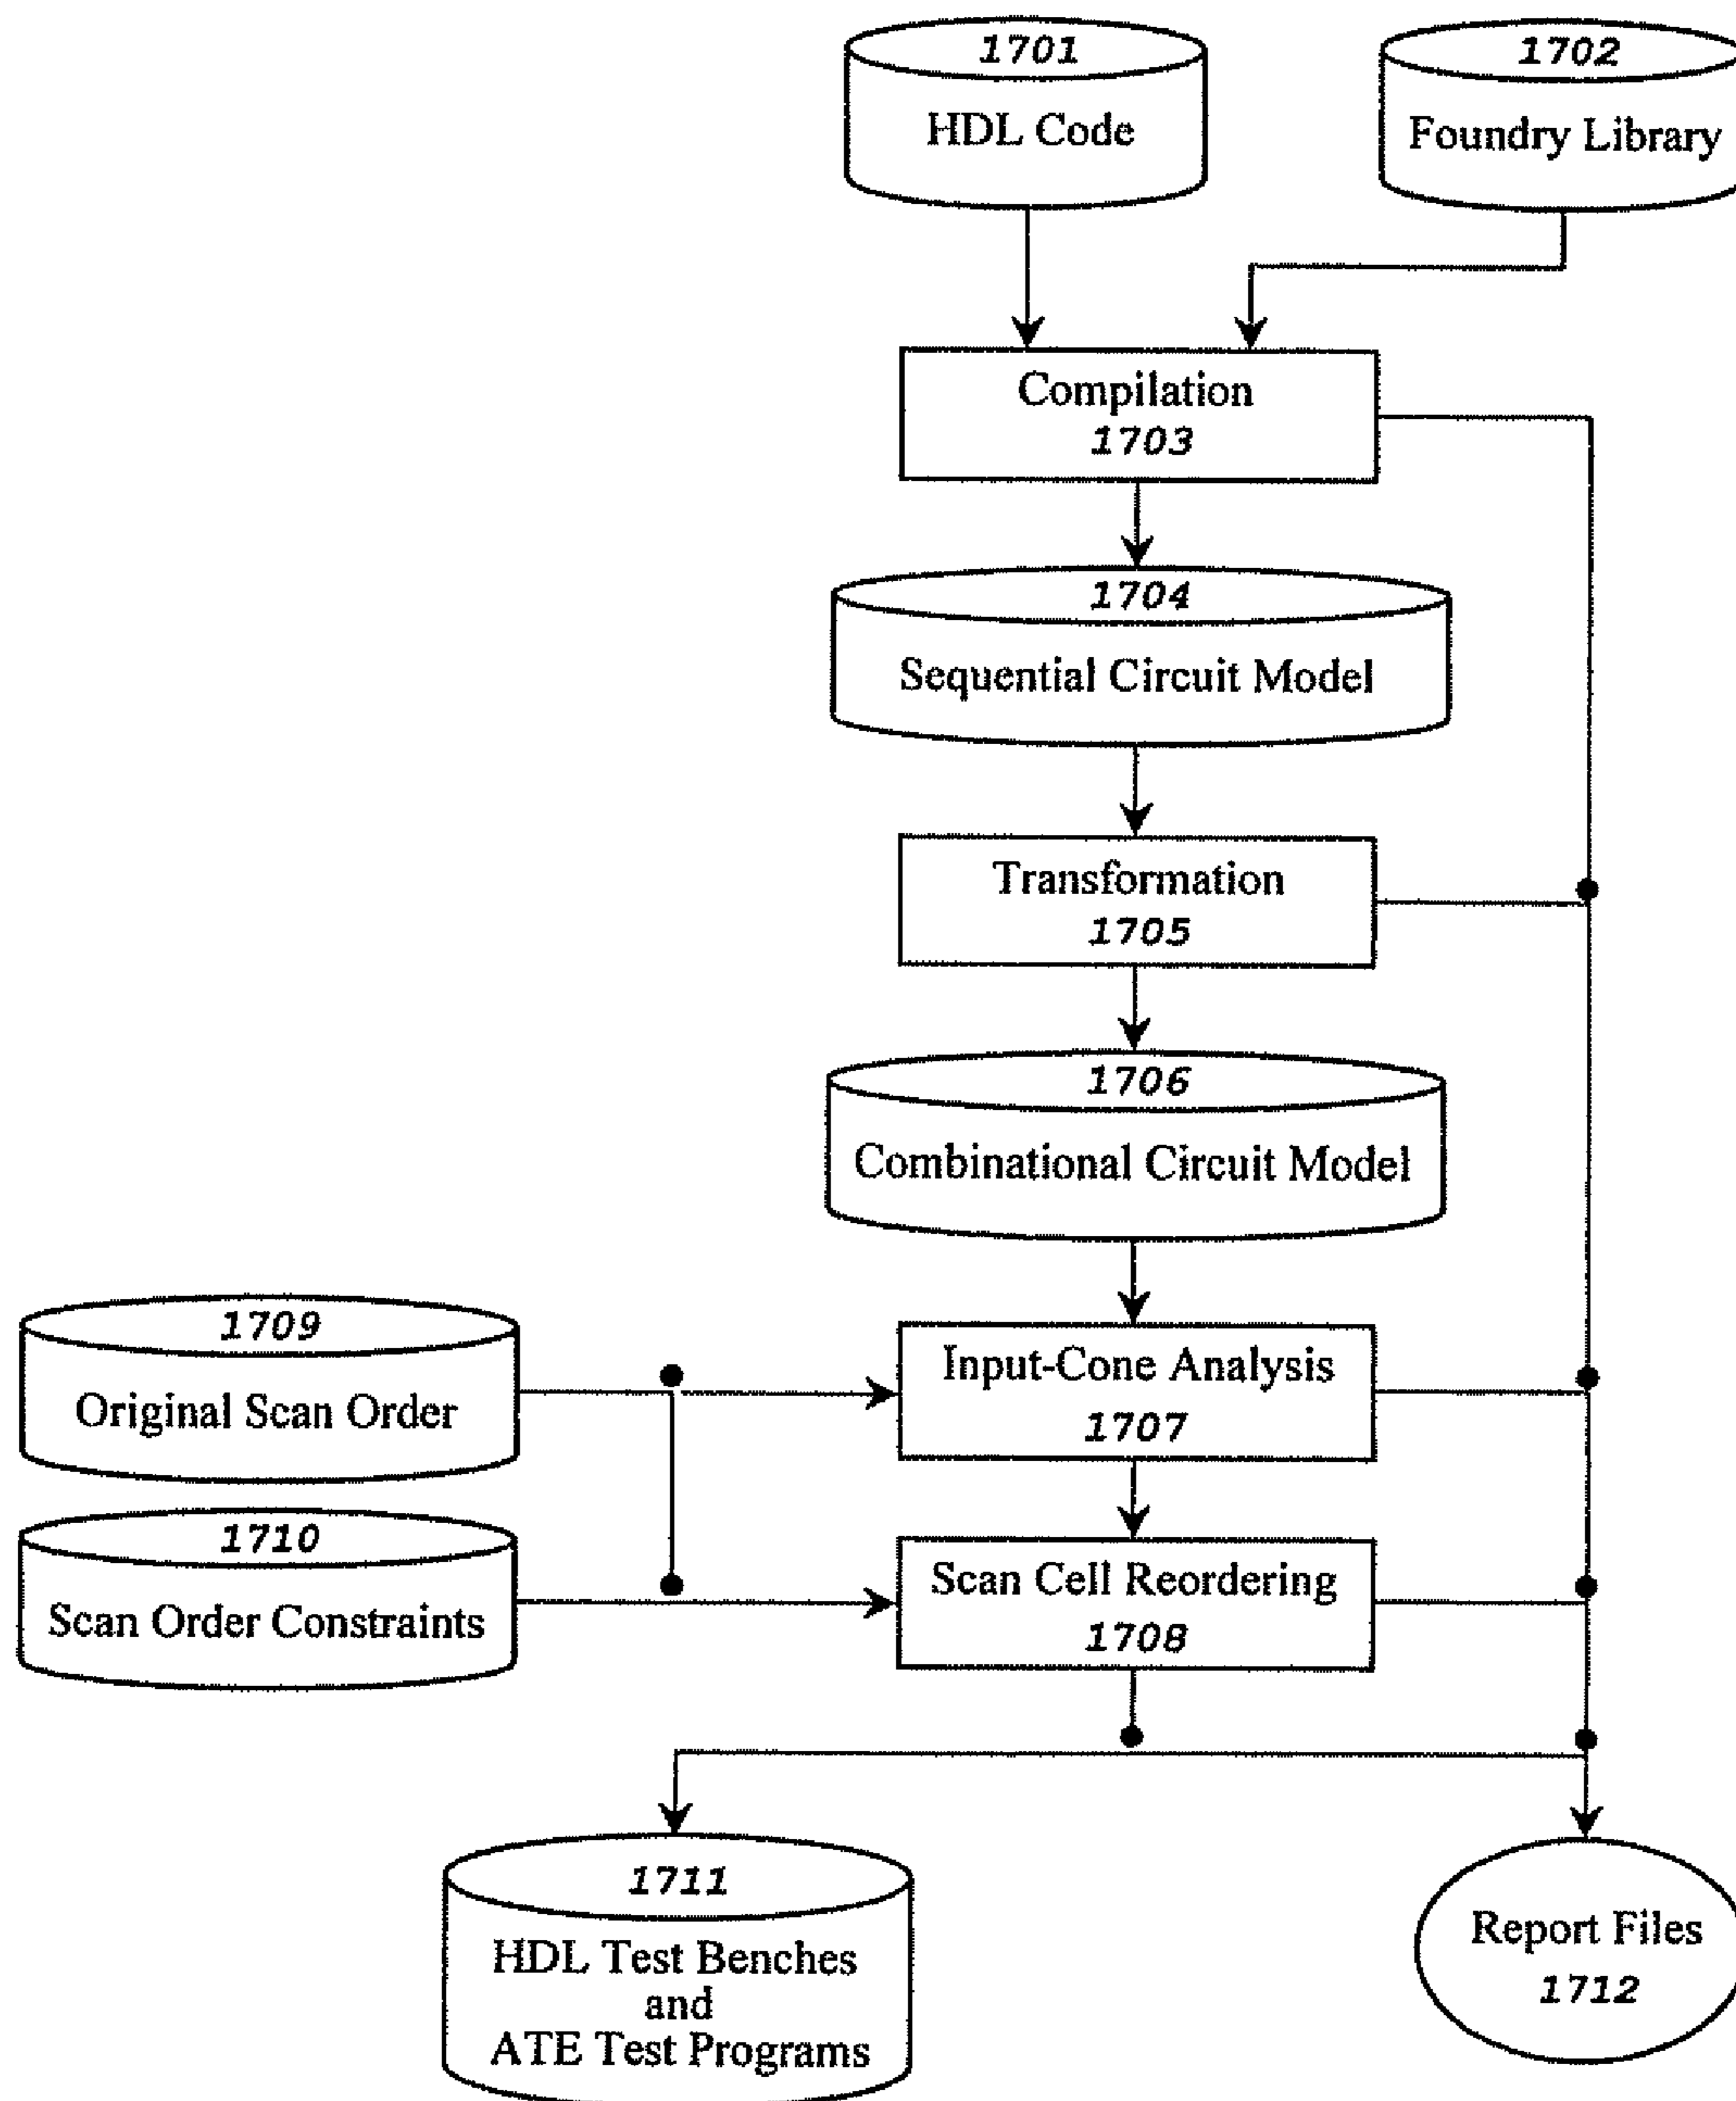 1701
HDL Code
1702
Foundry Library
Compilation
1703
1704
Sequential Circuit Model
Transformation
1705
1706
Combinational Circuit Model
1709
Original Scan Order
Input-Cone Analysis
1707
1710
Scan Order Constraints
Scan Cell Reordering
1708
1711
HDL Test Benches
and
ATE Test Programs
Report Files
1712